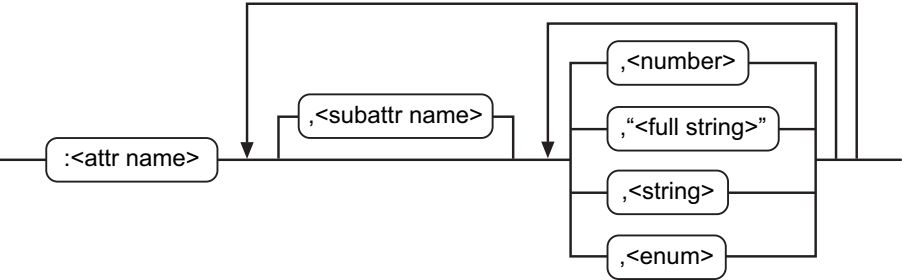 :<attr name>
,<subattr name>
,<number>
,“<full string>”
,<string>
,<enum>